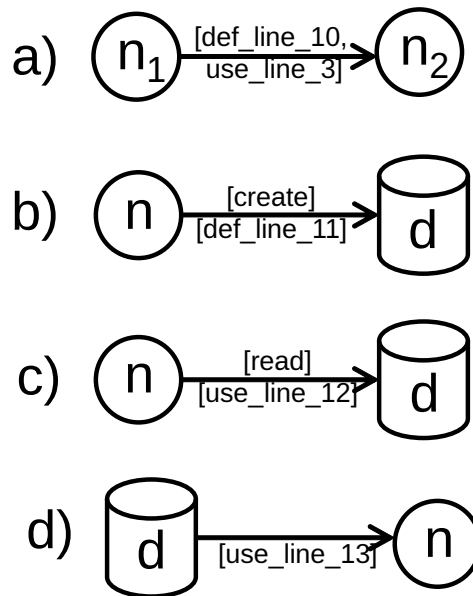 a) n1 [def_line_10, use_line_3] n2
b) n [create] [def_line_11] d
c) n [read] [use_line_12] d
d) d [use_line_13] n